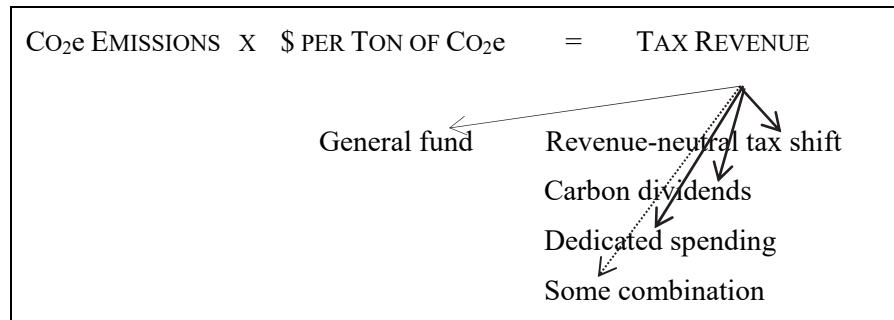 CO₂e EMISSIONS X $ PER TON OF CO₂e = TAX REVENUE
General fund Revenue-neutral tax shift
Carbon dividends
Dedicated spending
Some combination